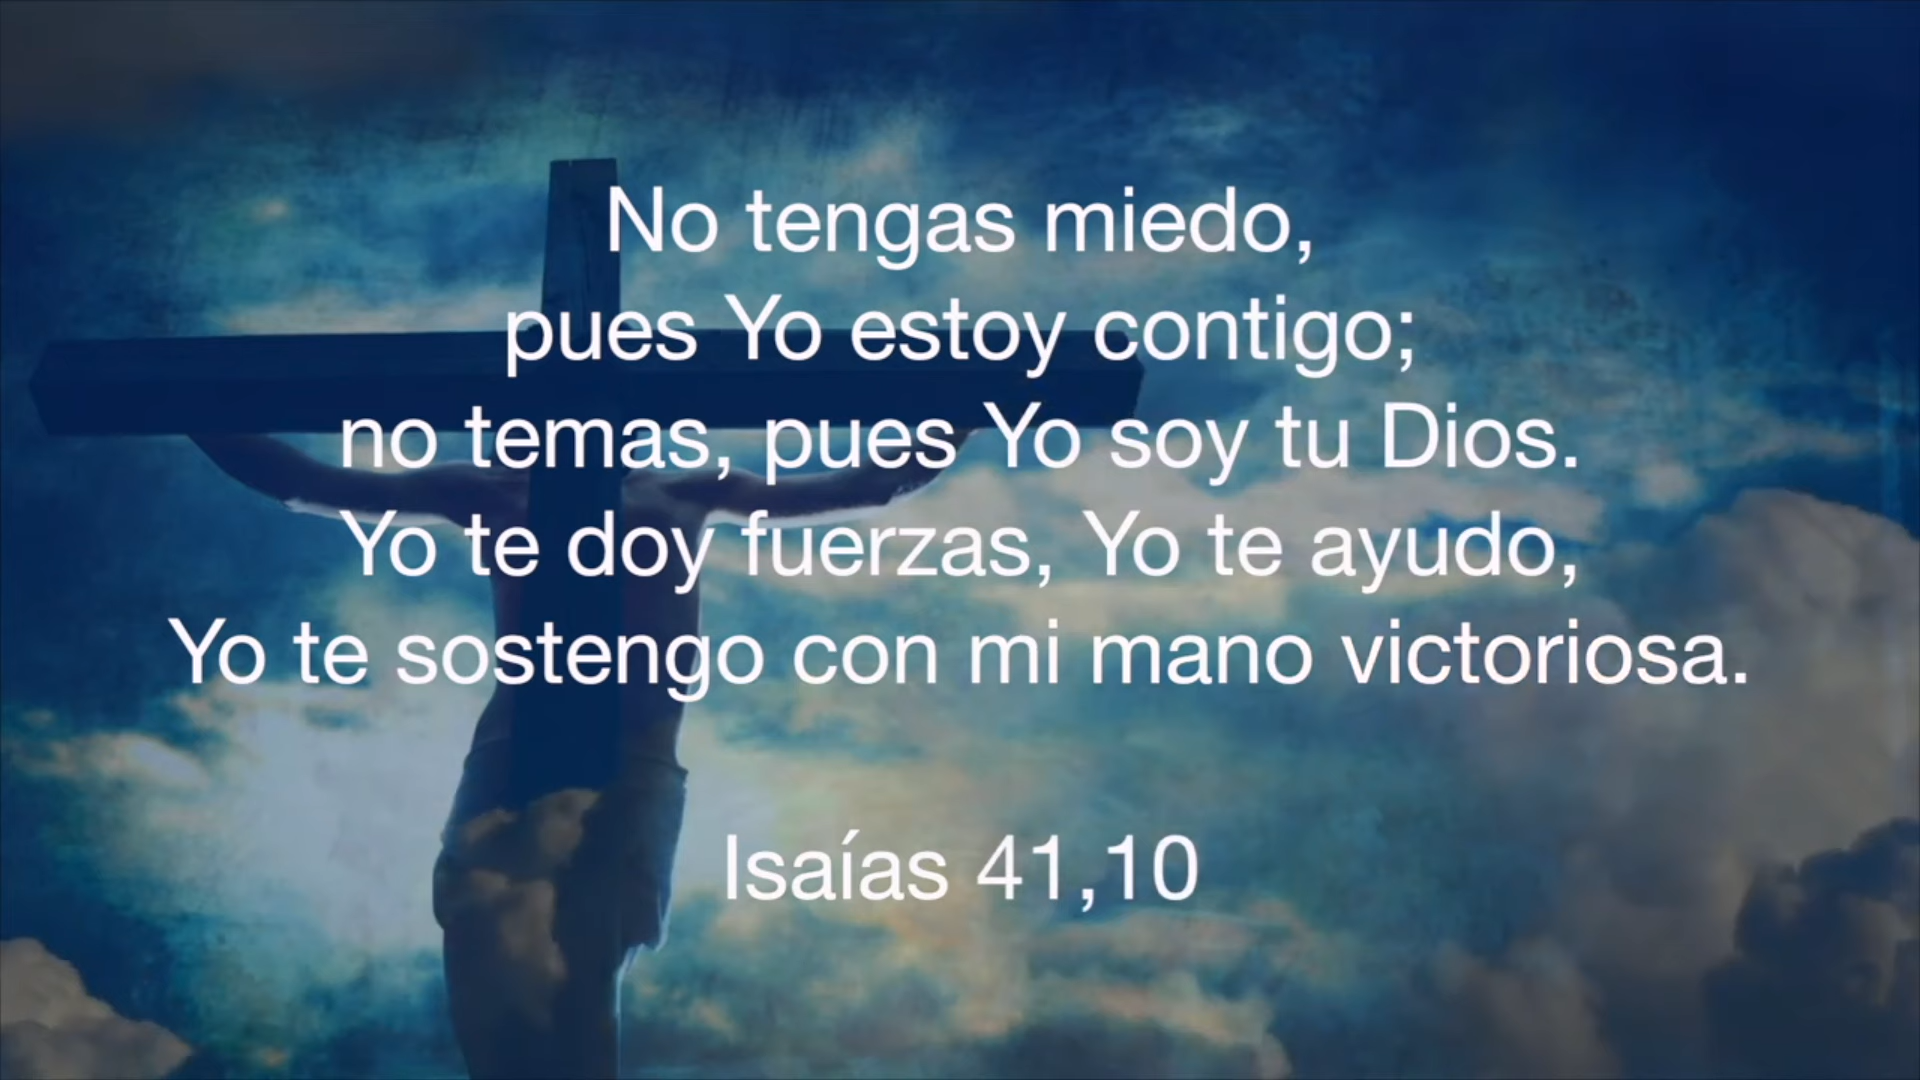 No tengas miedo,
pues Yo estoy contigo;
no temas, pues Yo soy tu Dios.
Yo te doy fuerzas, Yo te ayudo,
Yo te sostengo con mi mano victoriosa.
Isaías 41,10